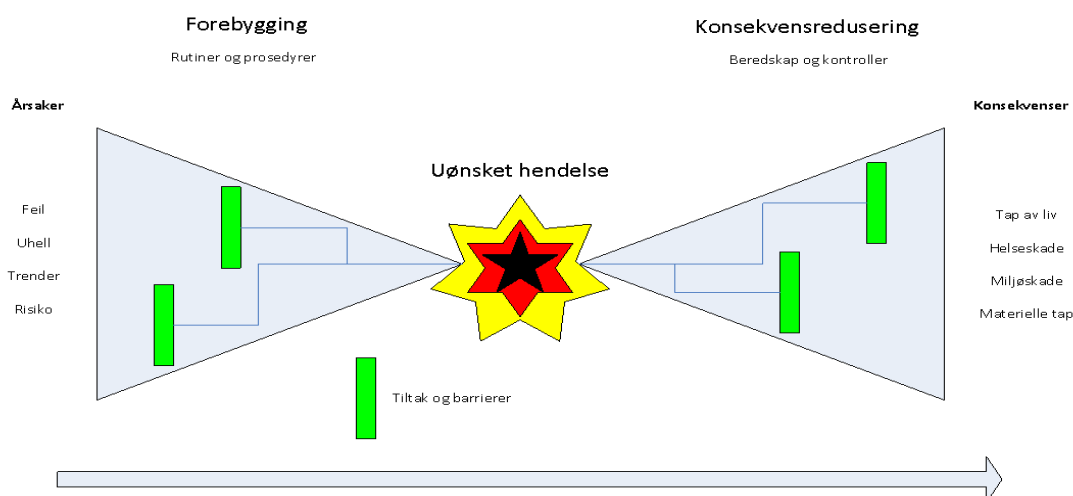 Forebygging
Rutiner og prosedyrer
Konsekvensredusering
Beredskap og kontroller
Årsaker
Konsekvenser
Uønsket hendelse
Feil
Uhell
Trender
Risiko
Tap av liv
Helseskade
Miljøskade
Materielle tap
Tiltak og barrierer